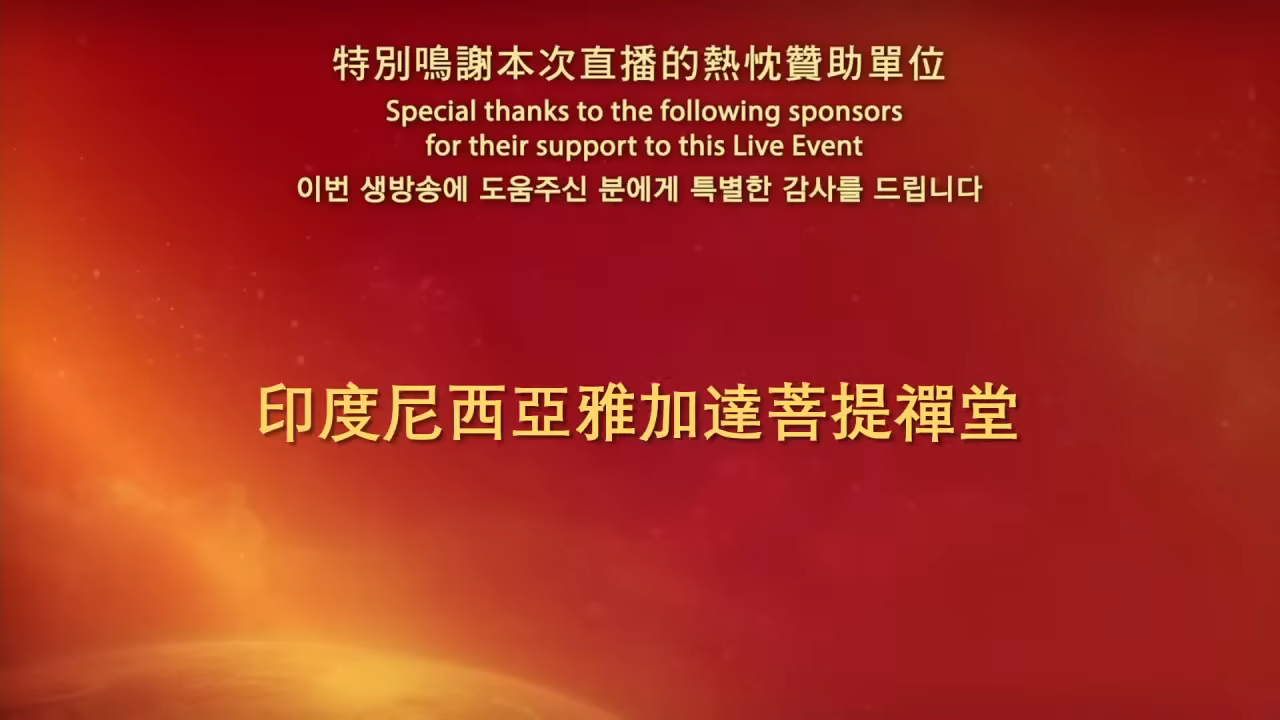 特別鳴謝本次直播的熱忱贊助單位
Special thanks to the following sponsors
for their support to this Live Event
이번 생방송에 도움주신 분에게 특별한 감사를 드립니다
印度尼西亞雅加達菩提禪堂